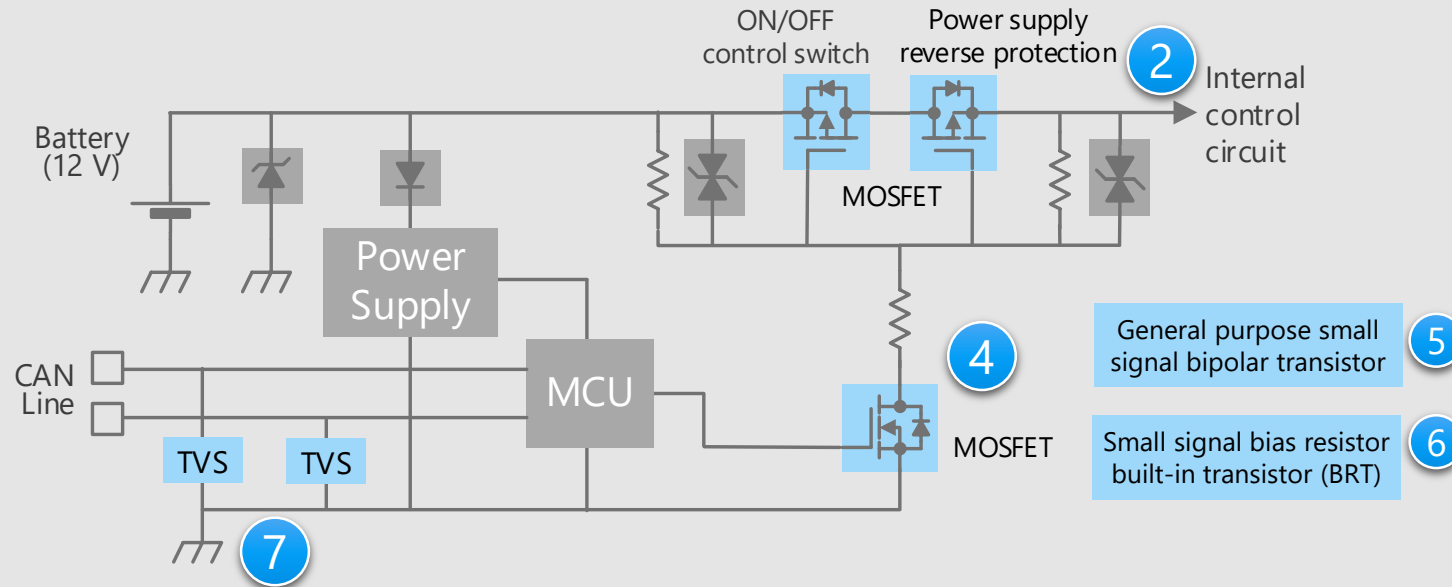 ON/OFF
control switch
Power supply
reverse protection
2
Internal
control
circuit
Battery
(12 V)
MOSFET
Power
Supply
4
General purpose small
signal bipolar transistor
5
CAN
Line
MCU
MOSFET
Small signal bias resistor
built-in transistor (BRT)
6
TVS
TVS
7